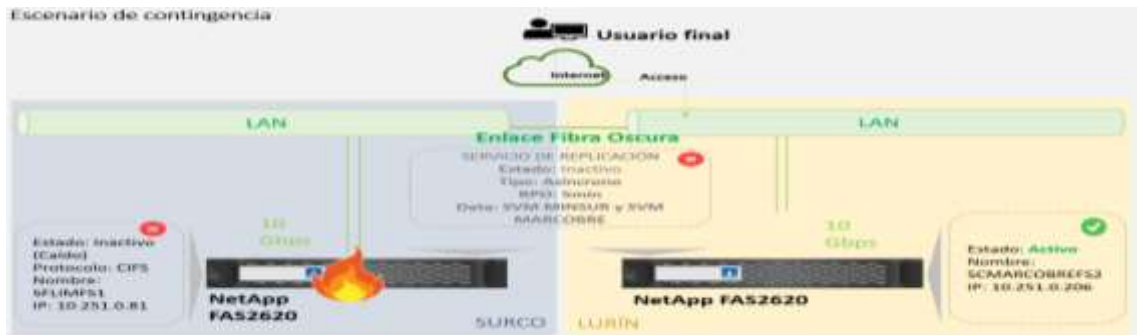 Escenario de contingencia
Usuario final
Internet
Acceso
LAN
LAN
Enlace Fibra Oscura
SERVICIO DE REPLICACIÓN
Estado: Inactivo
Tipo: Asíncrono
RPO: 5min
Data: SVM MINSUR y SVM
MARCOBRE
10
Gbps
10
Gbps
Estado: Inactivo
(Caído)
Protocolo: CIFS
Nombre:
SFLIMFS1
IP: 10.251.0.81
Estado: Activo
Nombre:
SCMARCOBREFS2
IP: 10.251.0.206
NetApp
FAS2620
NetApp FAS2620
SURCO
LURÍN